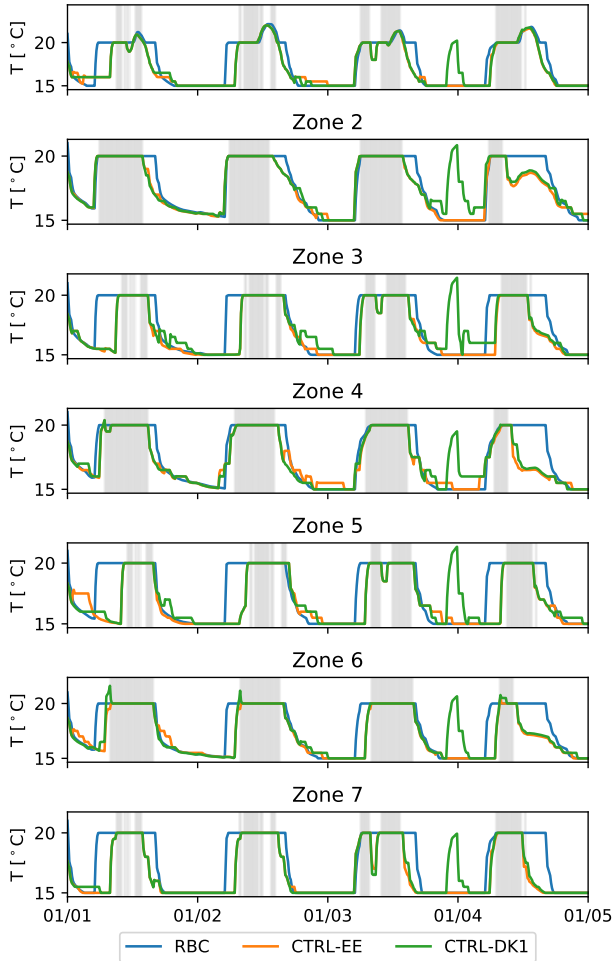 T [°C]
20
15
Zone 2
T [°C]
20
15
Zone 3
T [°C]
20
15
Zone 4
T [°C]
20
15
Zone 5
T [°C]
20
15
Zone 6
T [°C]
20
15
Zone 7
T [°C]
20
15
01/01 01/02 01/03 01/04 01/05
RBC CTRL-EE CTRL-DK1